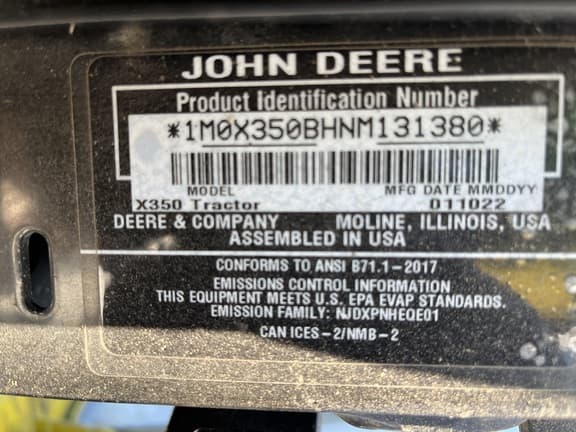 JOHN DEERE
Product Identification Number
*1M0X350BHNM131380*
MODEL MFG DATE MMDDYY
X350 Tractor 011022
DEERE & COMPANY MOLINE, ILLINOIS, USA
ASSEMBLED IN USA
CONFORMS TO ANSI B71.1-2017
EMISSIONS CONTROL INFORMATION
THIS EQUIPMENT MEETS U.S. EPA EVAP STANDARDS.
EMISSION FAMILY: NJDXPNHEQE01
CAN ICES-2/NMB-2